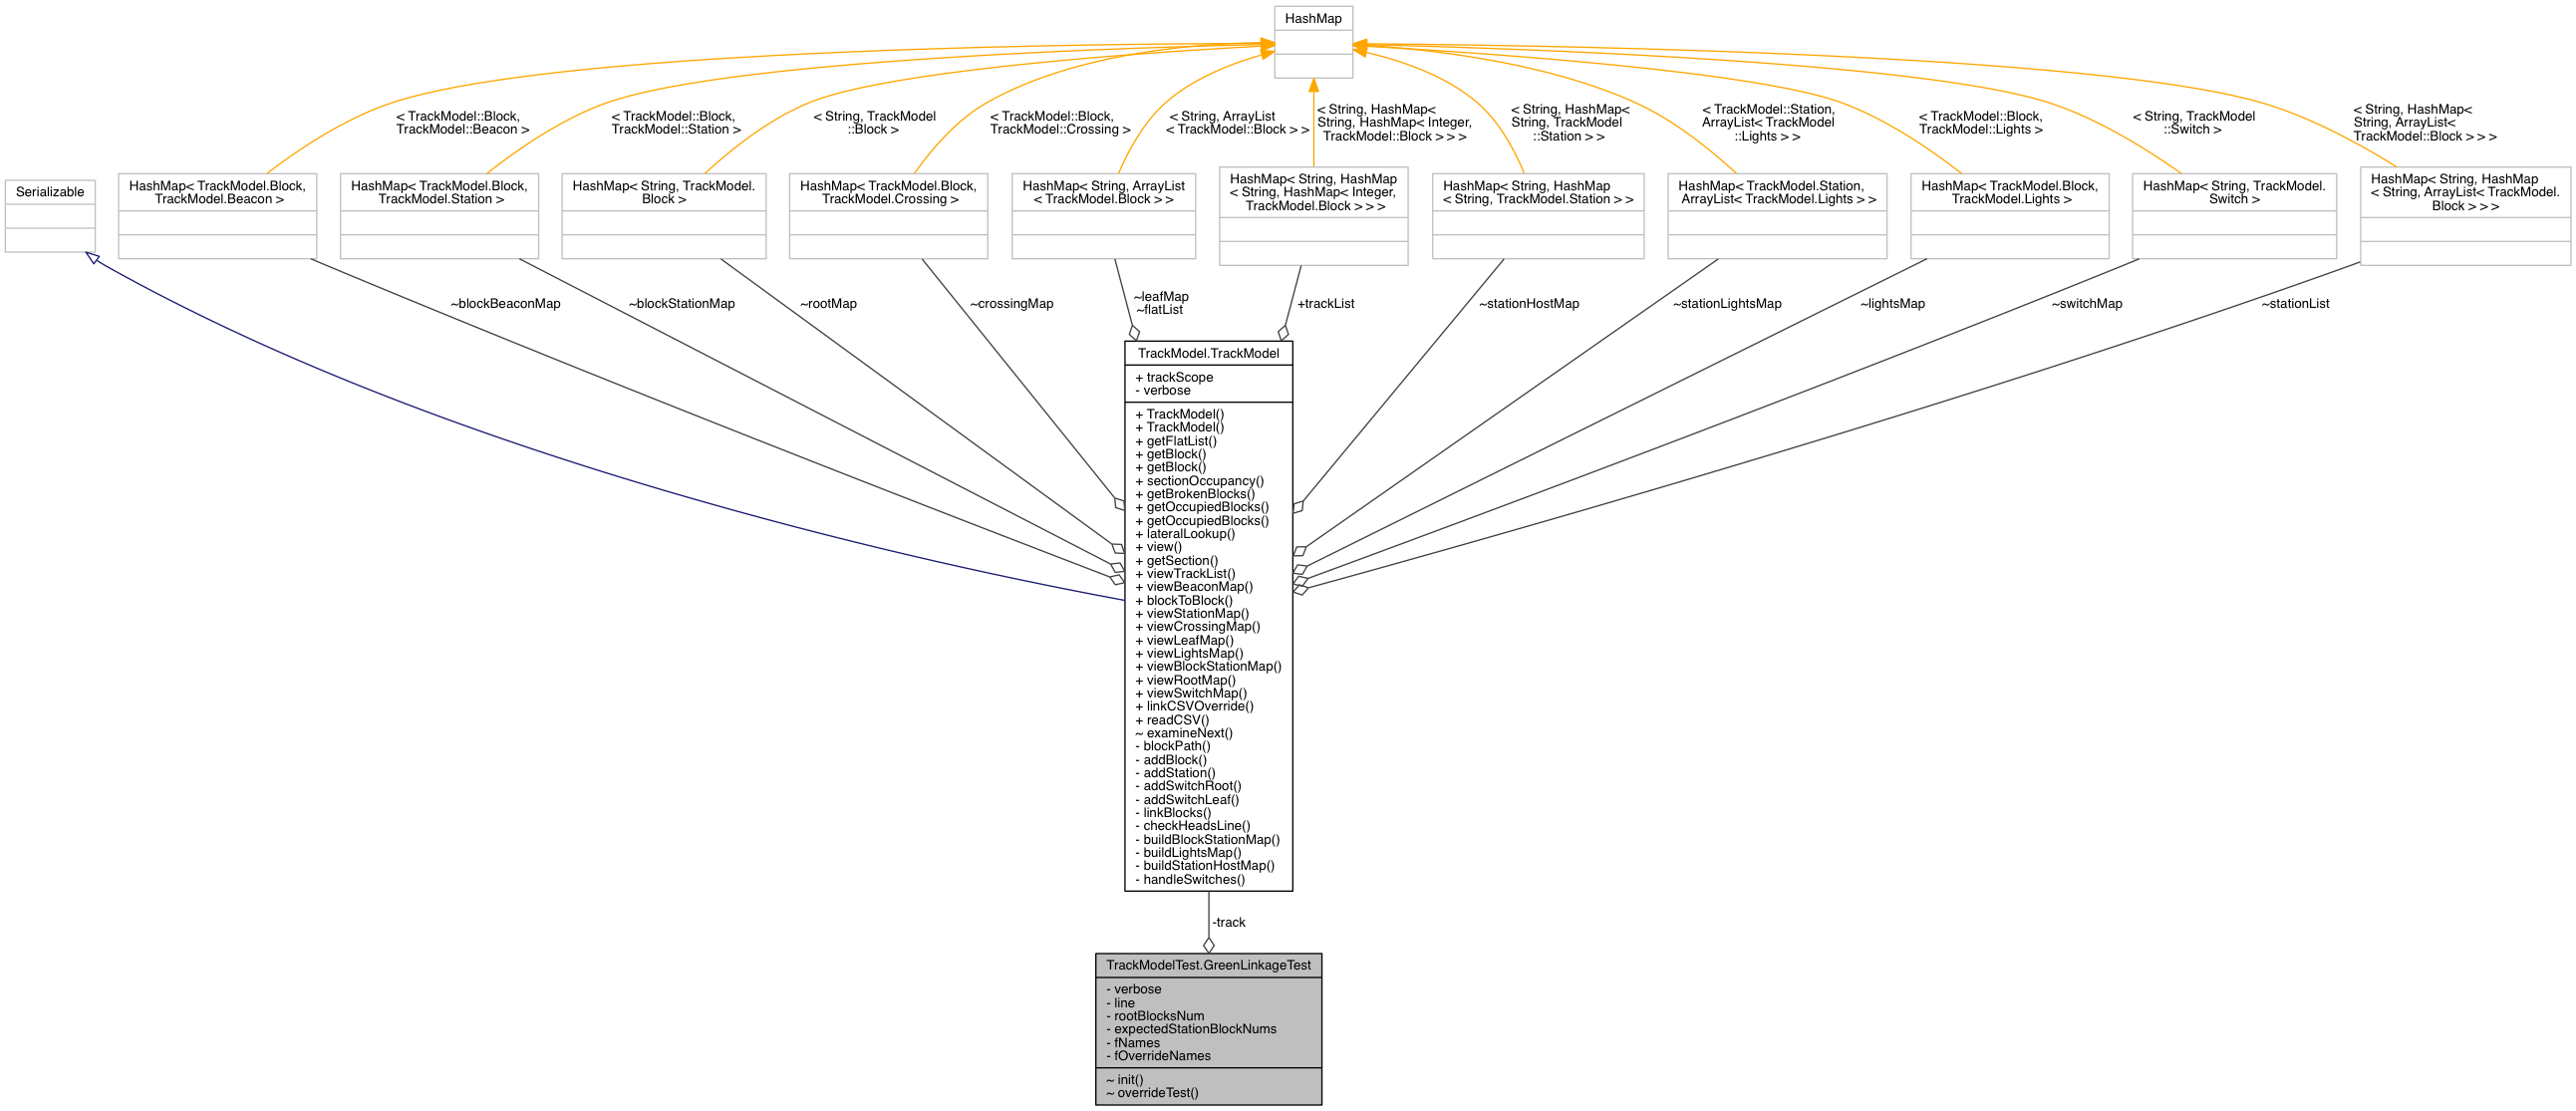 HashMap
< TrackModel::Block,
TrackModel::Beacon >
< TrackModel::Block,
TrackModel::Station >
< String, TrackModel
::Block >
< TrackModel::Block,
TrackModel::Crossing >
< String, ArrayList
< TrackModel::Block > >
< String, HashMap<
String, HashMap< Integer,
TrackModel::Block > > >
< String, HashMap<
String, TrackModel
::Station > >
< TrackModel::Station,
ArrayList< TrackModel
::Lights > >
< TrackModel::Block,
TrackModel::Lights >
< String, TrackModel
::Switch >
< String, HashMap<
String, ArrayList<
TrackModel::Block > > >
Serializable
HashMap< TrackModel.Block,
TrackModel.Beacon >
HashMap< TrackModel.Block,
TrackModel.Station >
HashMap< String, TrackModel.
Block >
HashMap< TrackModel.Block,
TrackModel.Crossing >
HashMap< String, ArrayList
< TrackModel.Block > >
HashMap< String, HashMap
< String, HashMap< Integer,
TrackModel.Block > > >
HashMap< String, HashMap
< String, TrackModel.Station > >
HashMap< TrackModel.Station,
ArrayList< TrackModel.Lights > >
HashMap< TrackModel.Block,
TrackModel.Lights >
HashMap< String, TrackModel.
Switch >
HashMap< String, HashMap
< String, ArrayList< TrackModel.
Block > > >
~blockBeaconMap
~blockStationMap
~rootMap
~crossingMap
~leafMap
~flatList
+trackList
~stationHostMap
~stationLightsMap
~lightsMap
~switchMap
~stationList
TrackModel.TrackModel
+ trackScope
- verbose
+ TrackModel()
+ TrackModel()
+ getFlatList()
+ getBlock()
+ getBlock()
+ sectionOccupancy()
+ getBrokenBlocks()
+ getOccupiedBlocks()
+ getOccupiedBlocks()
+ lateralLookup()
+ view()
+ getSection()
+ viewTrackList()
+ viewBeaconMap()
+ blockToBlock()
+ viewStationMap()
+ viewCrossingMap()
+ viewLeafMap()
+ viewLightsMap()
+ viewBlockStationMap()
+ viewRootMap()
+ viewSwitchMap()
+ linkCSVOverride()
+ readCSV()
~ examineNext()
- blockPath()
- addBlock()
- addStation()
- addSwitchRoot()
- addSwitchLeaf()
- linkBlocks()
- checkHeadsLine()
- buildBlockStationMap()
- buildLightsMap()
- buildStationHostMap()
- handleSwitches()
-track
TrackModelTest.GreenLinkageTest
- verbose
- line
- rootBlocksNum
- expectedStationBlockNums
- fNames
- fOverrideNames
~ init()
~ overrideTest()